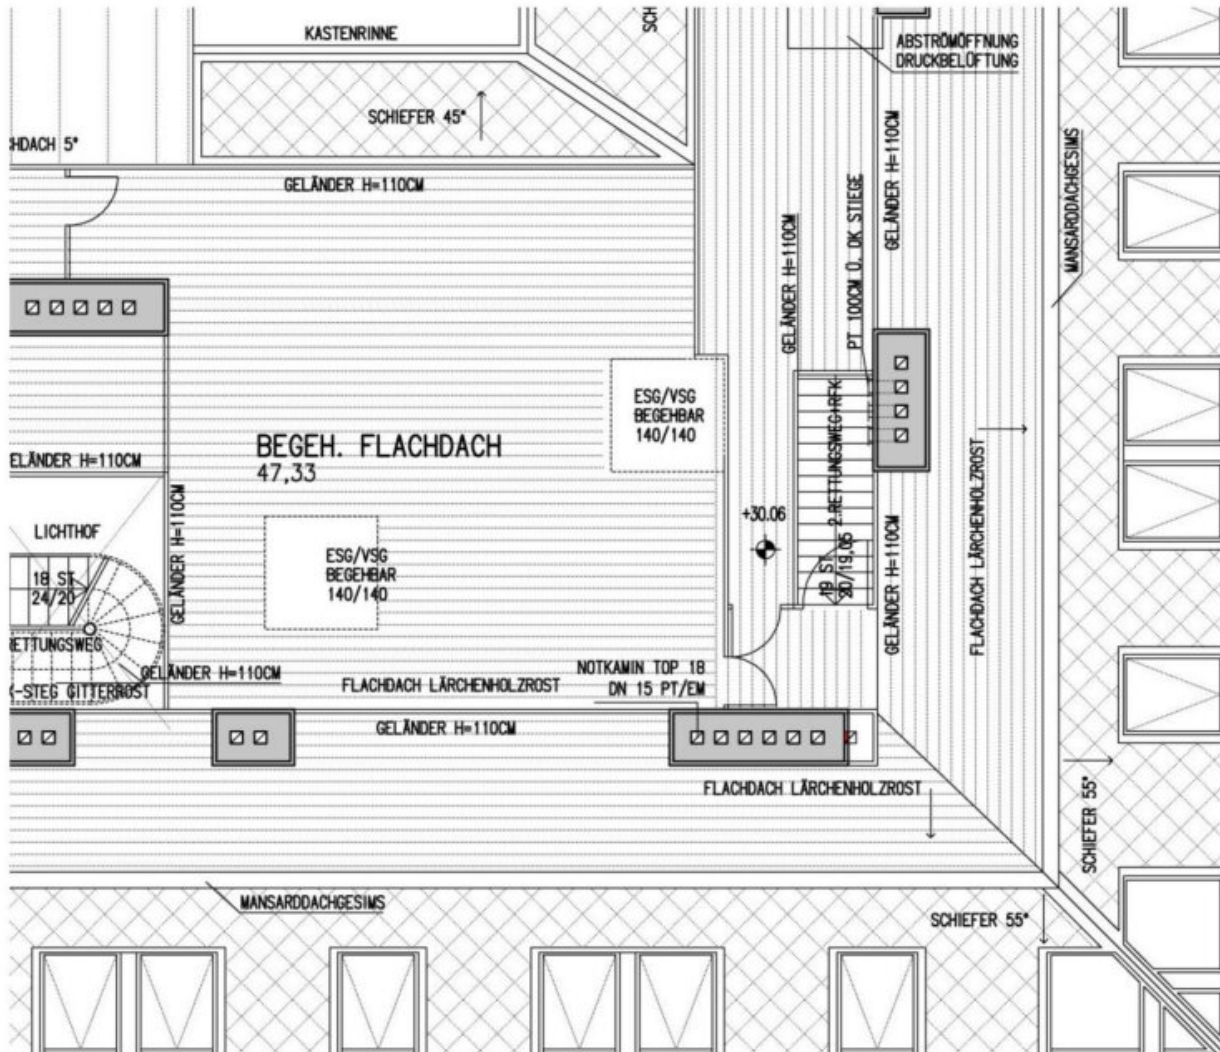 KASTENRINNE
SCH
ABSTRÖMÖFFNUNG
DRUCKBELÜFTUNG
SCHIEFER 45°
HDACH 5°
GELÄNDER H=110CM
GELÄNDER H=110CM
MANSARDDACHGESIMS
GELÄNDER H=110CM
PT 100CM Ü. DK STIEGE
ESG/VSG
BEGEHBAR
140/140
BEGEH. FLACHDACH
47,33
ELÄNDER H=110CM
2.RETTUNGSWEG+RFK
FLACHDACH LÄRCHENHOLZROST
LICHTHOF
GELÄNDER H=110CM
+30.06
ESG/VSG
BEGEHBAR
140/140
18 ST
24/20
19 ST
20/19,05
GELÄNDER H=110CM
RETTUNGSWEG
GELÄNDER H=110CM
K-STEG GITTERROST
FLACHDACH LÄRCHENHOLZROST
NOTKAMIN TOP 18
DN 15 PT/EM
GELÄNDER H=110CM
FLACHDACH LÄRCHENHOLZROST
SCHIEFER 55°
MANSARDDACHGESIMS
SCHIEFER 55°